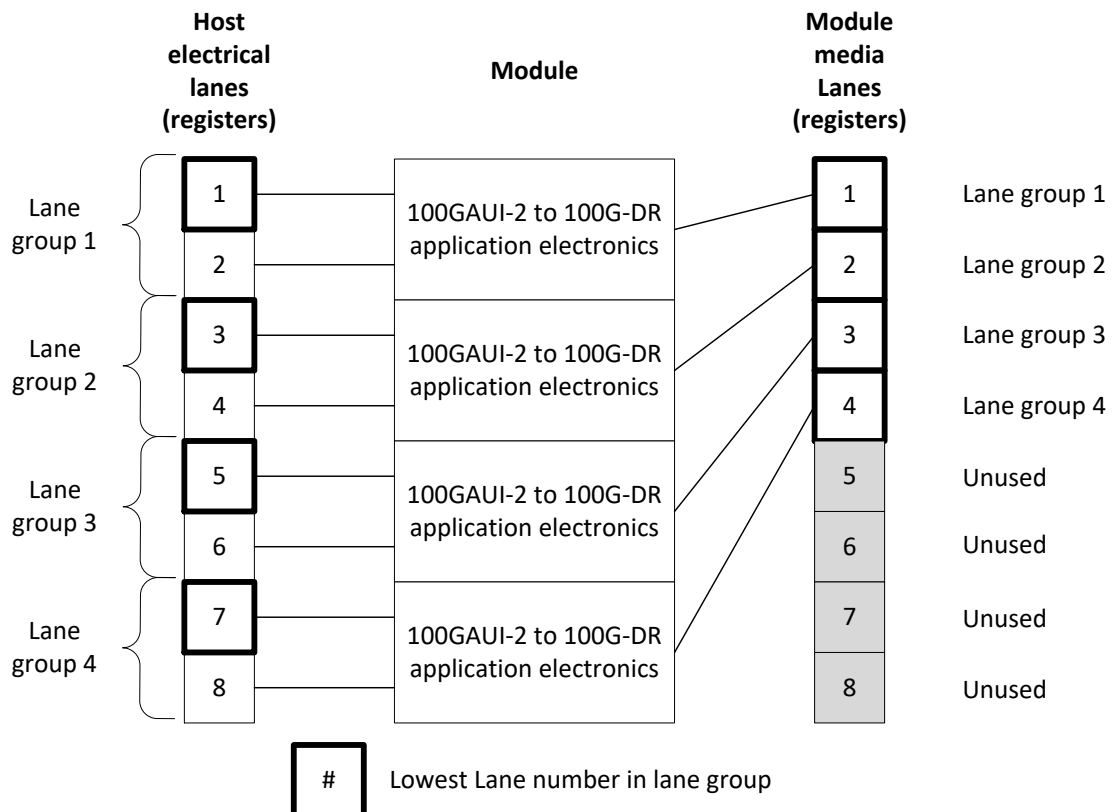 Host
electrical
lanes
(registers)
Module
Module
media
Lanes
(registers)
Lane
group 1
1
2
100GAUI-2 to 100G-DR
application electronics
1
Lane group 1
2
Lane group 2
Lane
group 2
3
4
100GAUI-2 to 100G-DR
application electronics
3
Lane group 3
4
Lane group 4
Lane
group 3
5
6
100GAUI-2 to 100G-DR
application electronics
5
Unused
6
Unused
Lane
group 4
7
8
100GAUI-2 to 100G-DR
application electronics
7
Unused
8
Unused
#
Lowest Lane number in lane group